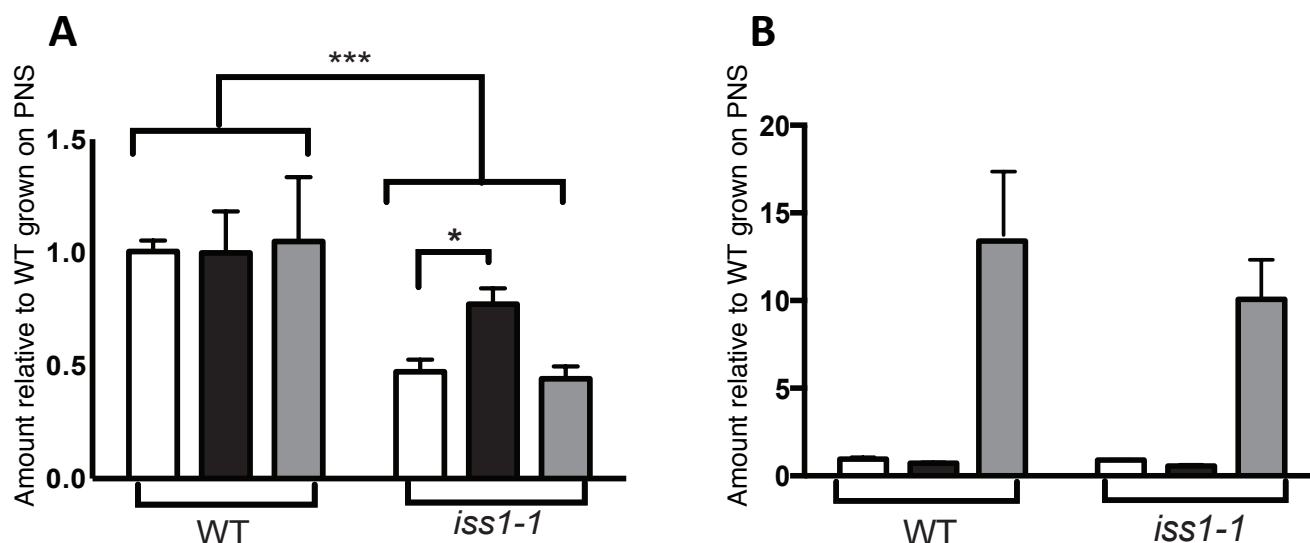 A
Amount relative to WT grown on PNS
***
*
1.5
1.0
0.5
0.0
WT
iss1-1
B
Amount relative to WT grown on PNS
20
15
10
5
0
WT
iss1-1